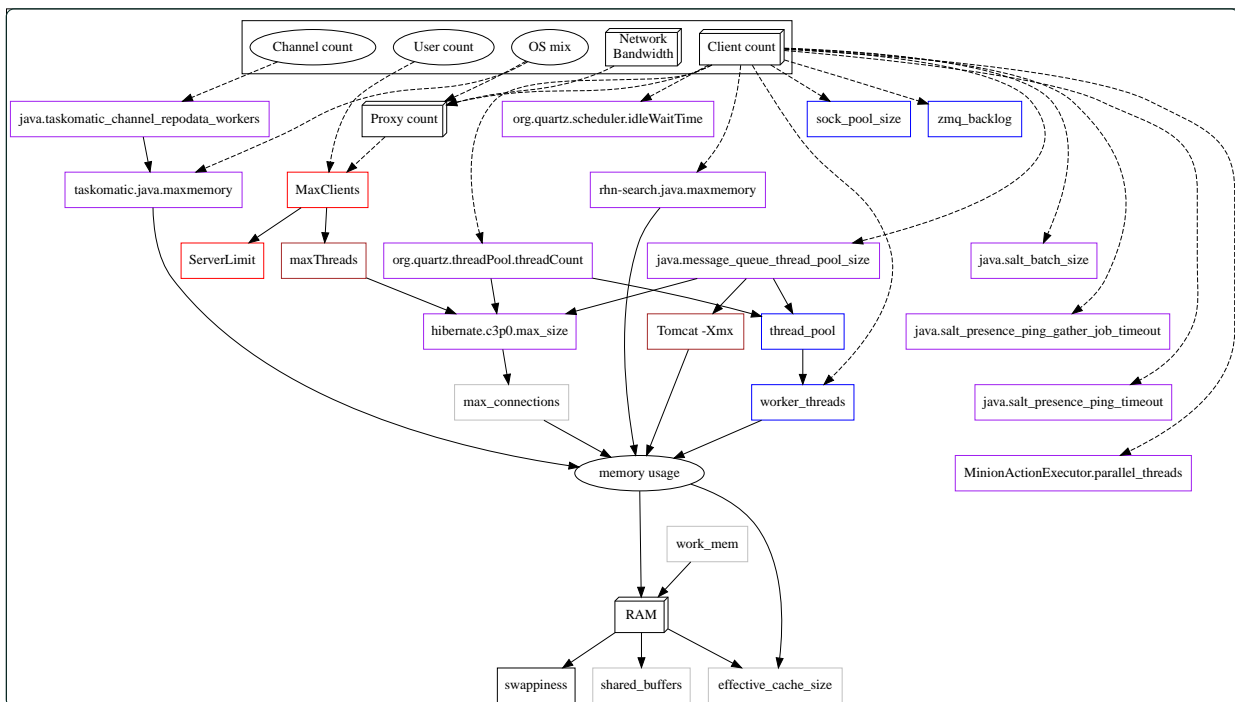 Channel count
User count
OS mix
Network
Bandwidth
Client count
java.taskomatic_channel_repodata_workers
Proxy count
org.quartz.scheduler.idleWaitTime
sock_pool_size
zmq_backlog
taskomatic.java.maxmemory
MaxClients
rhn-search.java.maxmemory
ServerLimit
maxThreads
org.quartz.threadPool.threadCount
java.message_queue_thread_pool_size
java.salt_batch_size
hibernate.c3p0.max_size
Tomcat -Xmx
thread_pool
java.salt_presence_ping_gather_job_timeout
max_connections
worker_threads
java.salt_presence_ping_timeout
memory usage
MinionActionExecutor.parallel_threads
work_mem
RAM
swappiness
shared_buffers
effective_cache_size